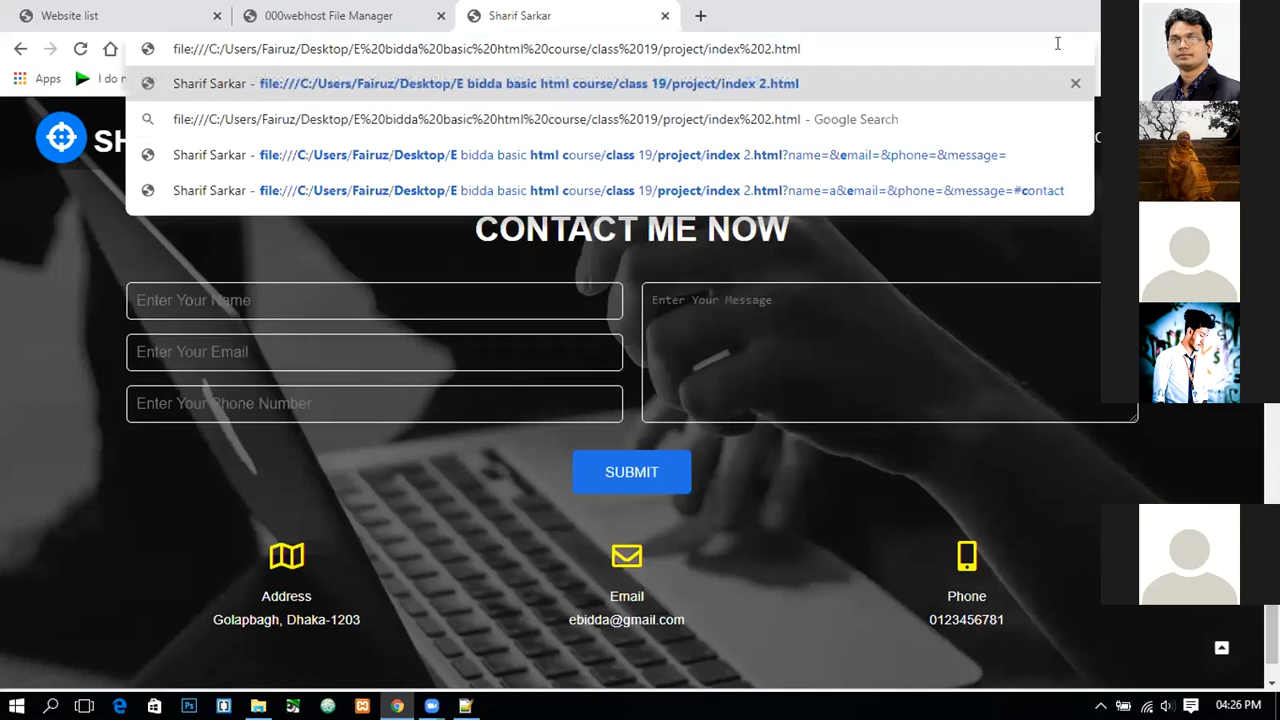 Website list
000webhost File Manager
Sharif Sarkar
file:///C:/Users/Fairuz/Desktop/E%20bidda%20basic%20html%20course/class%2019/project/index%202.html
Sharif Sarkar - file:///C:/Users/Fairuz/Desktop/E bidda basic html course/class 19/project/index 2.html
file:///C:/Users/Fairuz/Desktop/E%20bidda%20basic%20html%20course/class%2019/project/index%202.html - Google Search
Sharif Sarkar - file:///C:/Users/Fairuz/Desktop/E bidda basic html course/class 19/project/index 2.html?name=&email=&phone=&message=
Sharif Sarkar - file:///C:/Users/Fairuz/Desktop/E bidda basic html course/class 19/project/index 2.html?name=a&email=&phone=&message=#contact
Apps
I do n
SH
CONTACT ME NOW
Enter Your Name
Enter Your Message
Enter Your Email
Enter Your Phone Number
SUBMIT
Address
Email
Phone
Golapbagh, Dhaka-1203
ebidda@gmail.com
0123456781
04:26 PM